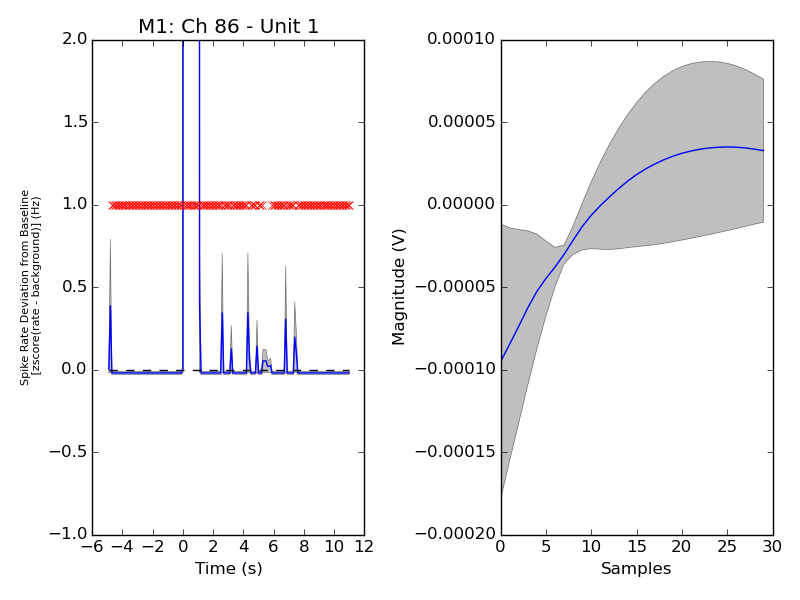 M1: Ch 86 - Unit 1
2.0
1.5
1.0
0.5
0.0
−0.5
−1.0
−6 −4 −2 0 2 4 6 8 10 12
Time (s)
Spike Rate Deviation from Baseline
[zscore(rate - background)] (Hz)
0.00010
0.00005
0.00000
−0.00005
−0.00010
−0.00015
−0.00020
0 5 10 15 20 25 30
Samples
Magnitude (V)